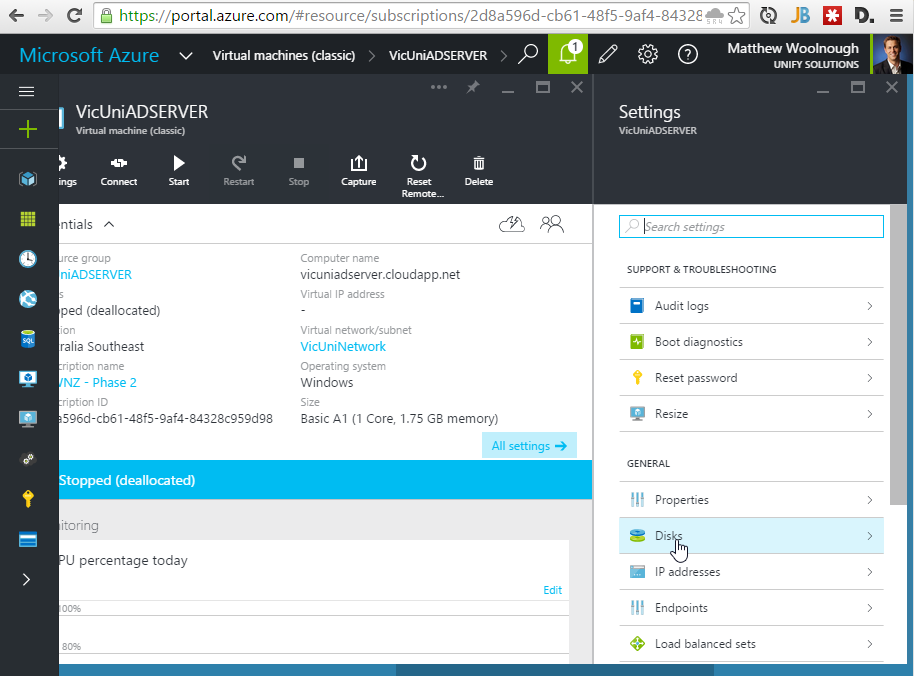 https://portal.azure.com/#resource/subscriptions/2d8a596d-cb61-48f5-9af4-84328
ER4
JB
D.
Microsoft Azure
Virtual machines (classic)
VicUniADSERVER
1
Matthew Woolnough
UNIFY SOLUTIONS
VicUniADSERVER
Virtual machine (classic)
ings
Connect
Start
Restart
Stop
Capture
Reset
Remote...
Delete
entials
urce group
niADSERVER
s
pped (deallocated)
tion
ralia Southeast
cription name
VNZ - Phase 2
cription ID
a596d-cb61-48f5-9af4-84328c959d98
Computer name
vicuniadserver.cloudapp.net
Virtual IP address
-
Virtual network/subnet
VicUniNetwork
Operating system
Windows
Size
Basic A1 (1 Core, 1.75 GB memory)
All settings
Stopped (deallocated)
nitoring
PU percentage today
Edit
100%
80%
SQL
Settings
VicUniADSERVER
Search settings
SUPPORT & TROUBLESHOOTING
Audit logs
Boot diagnostics
Reset password
Resize
GENERAL
Properties
Disks
IP addresses
Endpoints
Load balanced sets